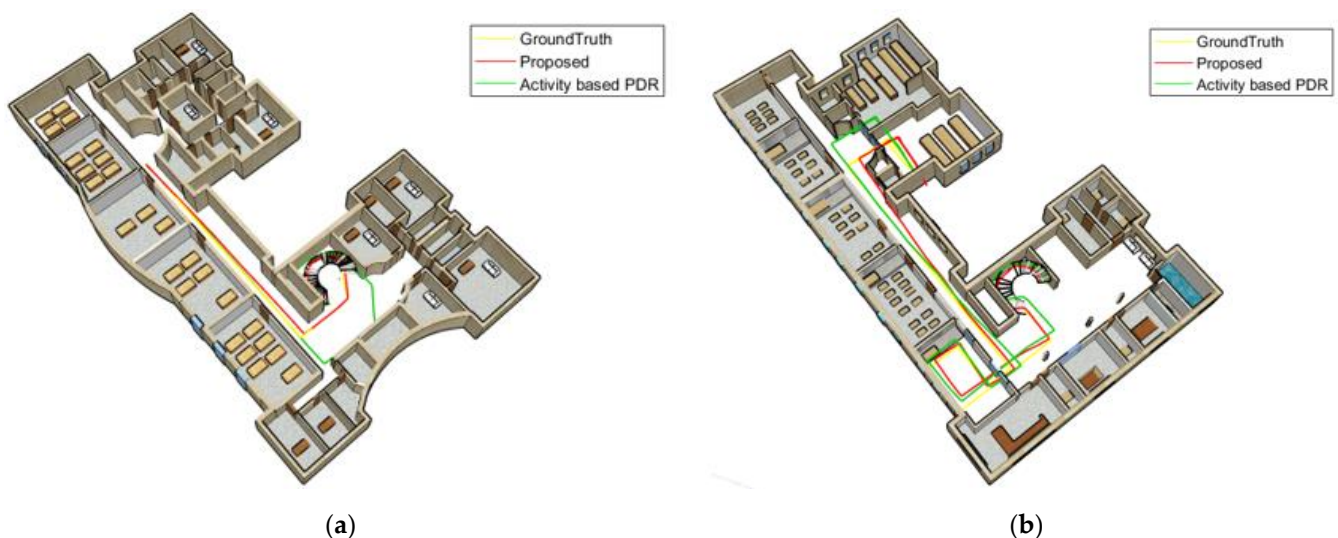 GroundTruth
Proposed
Activity based PDR
GroundTruth
Proposed
Activity based PDR
(a)
(b)